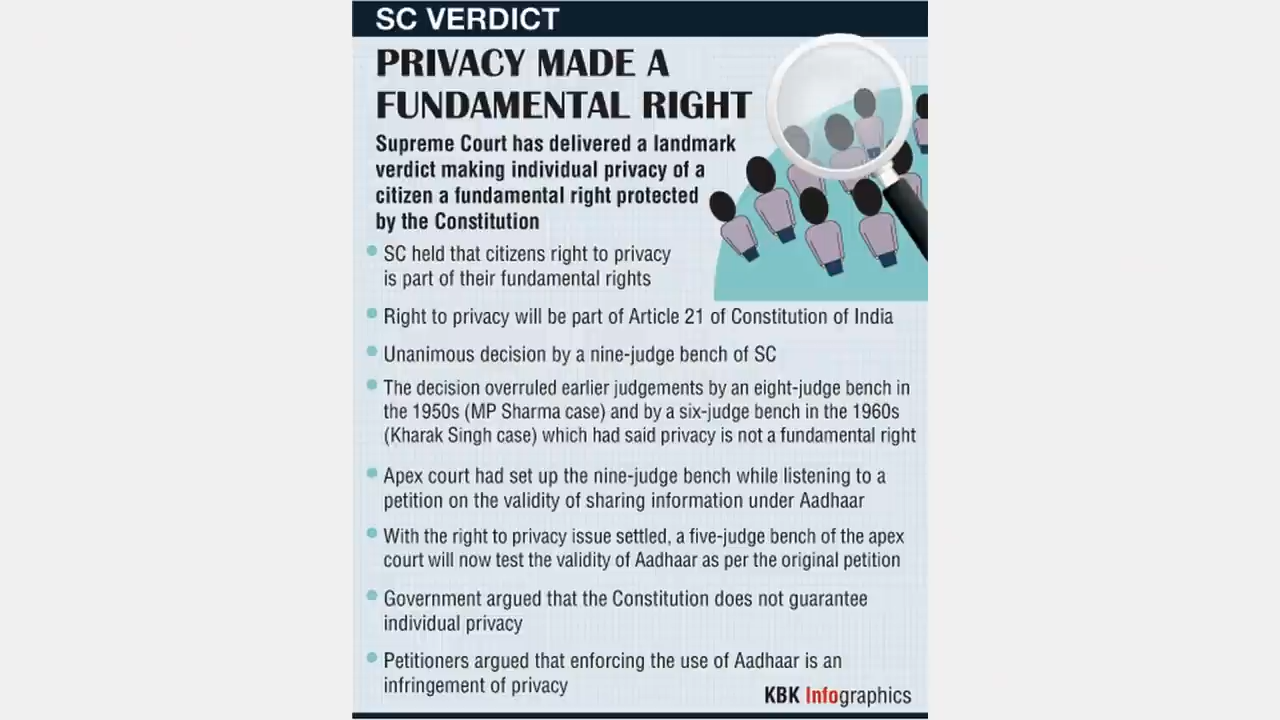 SC VERDICT
PRIVACY MADE A
FUNDAMENTAL RIGHT
Supreme Court has delivered a landmark
verdict making individual privacy of a
citizen a fundamental right protected
by the Constitution
SC held that citizens right to privacy
is part of their fundamental rights
Right to privacy will be part of Article 21 of Constitution of India
Unanimous decision by a nine-judge bench of SC
The decision overruled earlier judgements by an eight-judge bench in
the 1950s (MP Sharma case) and by a six-judge bench in the 1960s
(Kharak Singh case) which had said privacy is not a fundamental right
Apex court had set up the nine-judge bench while listening to a
petition on the validity of sharing information under Aadhaar
With the right to privacy issue settled, a five-judge bench of the apex
court will now test the validity of Aadhaar as per the original petition
Government argued that the Constitution does not guarantee
individual privacy
Petitioners argued that enforcing the use of Aadhaar is an
infringement of privacy
KBK Infographics